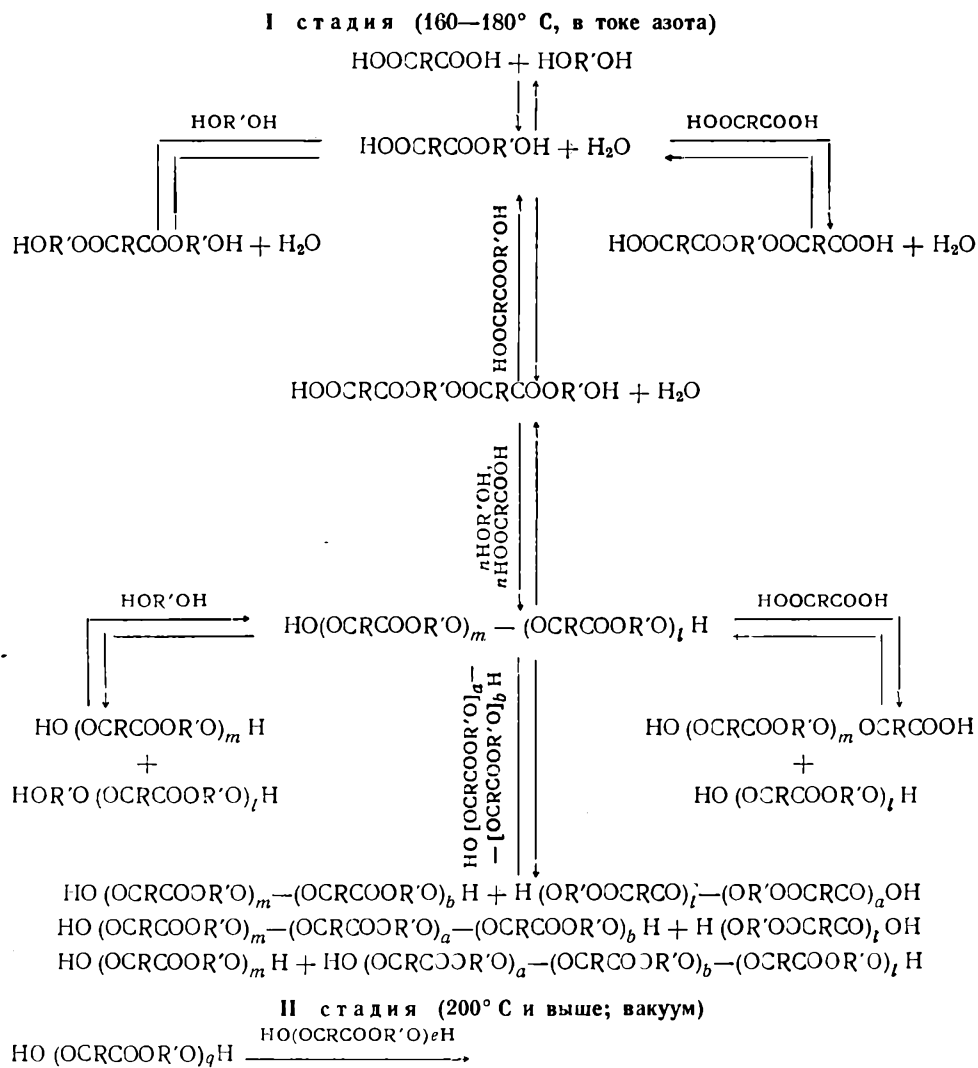 I стадия (160—180° C, в токе азота)
HOOCRCOOH + HOR′OH
HOR′OH
HOOCRCOOR′OH + H₂O
HOOCRCOOH
HOR′OOCRCOOR′OH + H₂O
HOOCRCOOR′OOCRCOOH + H₂O
HOOCRCOOR′OH
HOOCRCOOR′OOCRCOOR′OH + H₂O
nHOR′OH,
nHOOCRCOOH
HOR′OH
HO(OCRCOOR′O)m — (OCRCOOR′O)l H
HOOCRCOOH
HO [OCRCOOR′O]a—
—[OCRCOOR′O]b H
HO (OCRCOOR′O)m H
+
HOR′O (OCRCOOR′O)l H
HO (OCRCOOR′O)m OCRCOOH
+
HO (OCRCOOR′O)l H
HO (OCRCOOR′O)m—(OCRCOOR′O)b H + H (OR′OOCRCO)l—(OR′OOCRCO)a OH
HO (OCRCOOR′O)m—(OCRCOOR′O)a—(OCRCOOR′O)b H + H (OR′OOCRCO)l OH
HO (OCRCOOR′O)m H + HO (OCRCOOR′O)a—(OCRCOOR′O)b—(OCRCOOR′O)l H
II стадия (200° C и выше; вакуум)
HO(OCRCOOR′O)eH
HO (OCRCOOR′O)qH